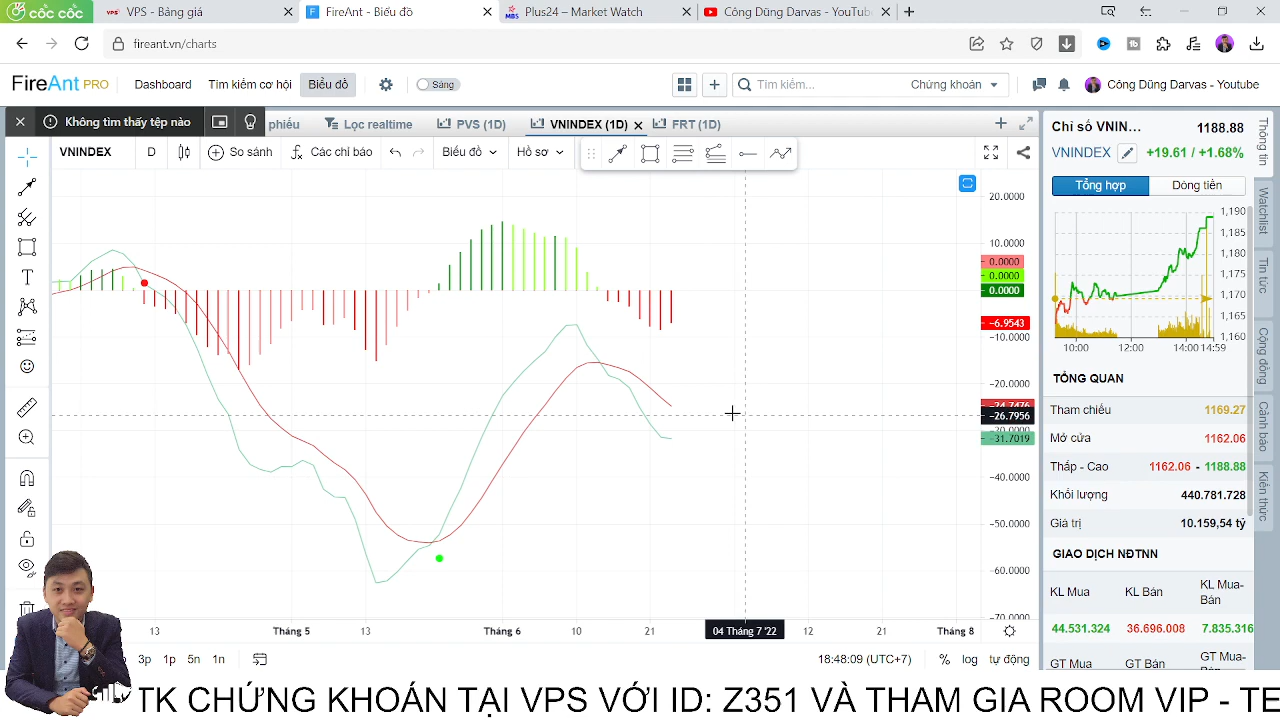 cốc cốc
VPS - Bảng giá
FireAnt - Biểu đồ
MBS Plus24 – Market Watch
Công Dũng Darvas - YouTube
fireant.vn/charts
FireAnt PRO
Dashboard
Tìm kiếm cơ hội
Biểu đồ
Sáng
Tìm kiếm...
Chứng khoán
Công Dũng Darvas - Youtube
Không tìm thấy tệp nào
phiếu
Lọc realtime
PVS (1D)
VNINDEX (1D)
FRT (1D)
VNINDEX
D
So sánh
Các chỉ báo
Biểu đồ
Hồ sơ
20.0000
10.0000
0.0000
0.0000
0.0000
−6.9543
−10.0000
−20.0000
−24.7476
−26.7956
−30.0000
−31.7019
−40.0000
−50.0000
−60.0000
−70.0000
13
Tháng 5
13
Tháng 6
10
21
04 Tháng 7 '22
12
21
Tháng 8
3p
1p
5n
1n
18:48:09 (UTC+7)
%
log
tự động
Chỉ số VNIN...
1188.88
VNINDEX
+19.61 / +1.68%
Tổng hợp
Dòng tiền
1,190
1,185
1,180
1,175
1,170
1,165
1,160
10:00
12:00
14:00
14:59
TỔNG QUAN
Tham chiếu 1169.27
Mở cửa 1162.06
Thấp - Cao 1162.06 - 1188.88
Khối lượng 440.781.728
Giá trị 10.159,54 tỷ
GIAO DỊCH NĐTNN
KL Mua
KL Bán
KL Mua-Bán
44.531.324
36.696.008
7.835.316
GT Mua
GT Bán
GT Mua-
Thông tin
Watchlist
Tin tức
Cộng đồng
Cảnh báo
Kiến thức
TK CHỨNG KHOÁN TẠI VPS VỚI ID: Z351 VÀ THAM GIA ROOM VIP - TE